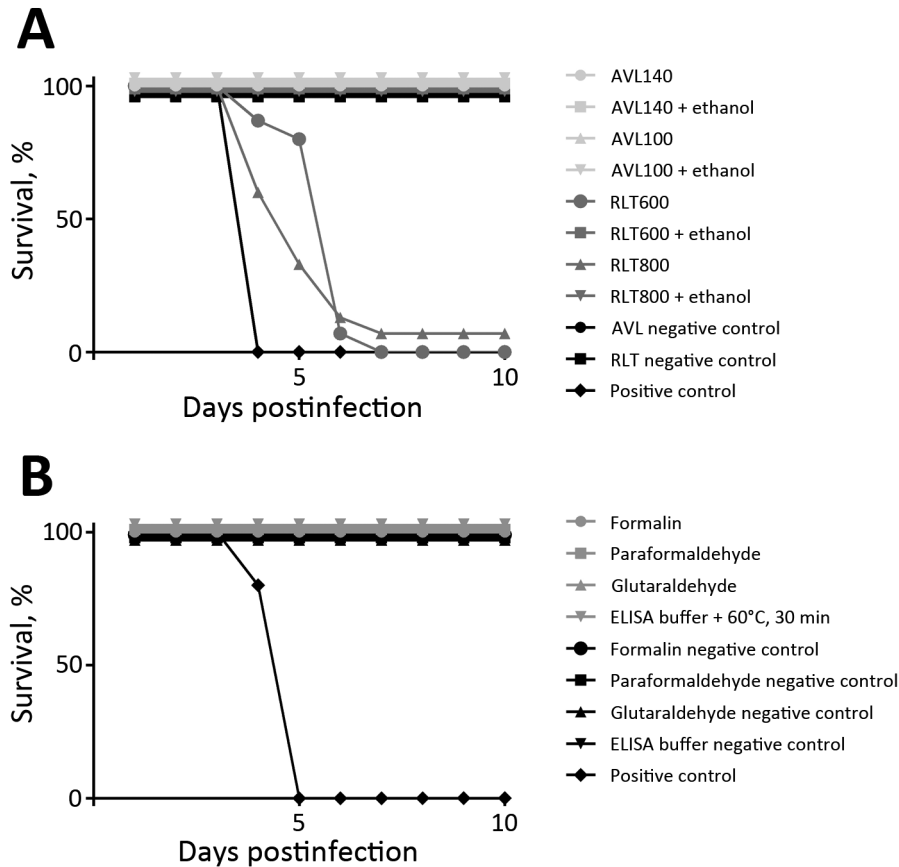 A
100
50
0
Survival, %
5
10
Days postinfection
AVL140
AVL140 + ethanol
AVL100
AVL100 + ethanol
RLT600
RLT600 + ethanol
RLT800
RLT800 + ethanol
AVL negative control
RLT negative control
Positive control
B
100
50
0
Survival, %
5
10
Days postinfection
Formalin
Paraformaldehyde
Glutaraldehyde
ELISA buffer + 60°C, 30 min
Formalin negative control
Paraformaldehyde negative control
Glutaraldehyde negative control
ELISA buffer negative control
Positive control